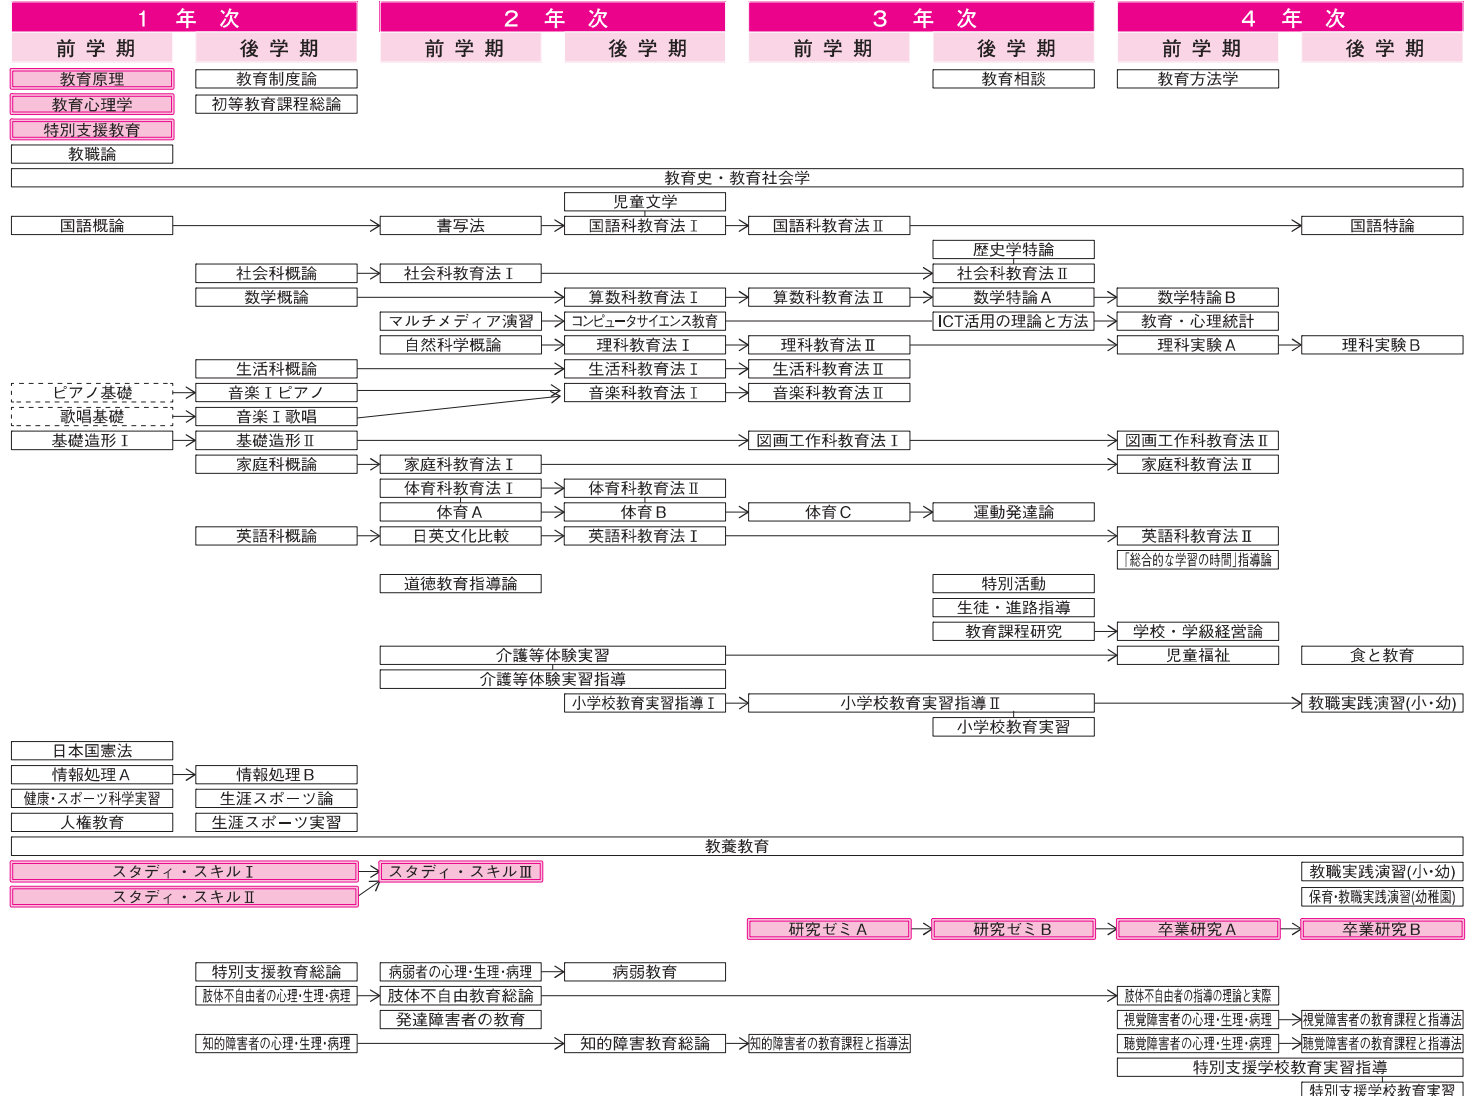 １年次 ２年次 ３年次 ４年次
前学期 後学期 前学期 後学期 前学期 後学期 前学期 後学期
教育原理 教育制度論 教育相談 教育方法学
教育心理学 初等教育課程総論
特別支援教育
教職論
教育史・教育社会学
児童文学
国語概論 書写法 国語科教育法Ⅰ 国語科教育法Ⅱ 国語特論
歴史学特論
社会科概論 社会科教育法Ⅰ 社会科教育法Ⅱ
数学概論 算数科教育法Ⅰ 算数科教育法Ⅱ 数学特論A 数学特論B
マルチメディア演習 コンピュータサイエンス教育 ICT活用の理論と方法 教育・心理統計
自然科学概論 理科教育法Ⅰ 理科教育法Ⅱ 理科実験A 理科実験B
生活科概論 生活科教育法Ⅰ 生活科教育法Ⅱ
ピアノ基礎 音楽Ⅰピアノ 音楽科教育法Ⅰ 音楽科教育法Ⅱ
歌唱基礎 音楽Ⅰ歌唱
基礎造形Ⅰ 基礎造形Ⅱ 図画工作科教育法Ⅰ 図画工作科教育法Ⅱ
家庭科概論 家庭科教育法Ⅰ 家庭科教育法Ⅱ
体育科教育法Ⅰ 体育科教育法Ⅱ
体育A 体育B 体育C 運動発達論
英語科概論 日英文化比較 英語科教育法Ⅰ 英語科教育法Ⅱ
「総合的な学習の時間」指導論
道徳教育指導論 特別活動
生徒・進路指導
教育課程研究 学校・学級経営論
介護等体験実習 児童福祉 食と教育
介護等体験実習指導
小学校教育実習指導Ⅰ 小学校教育実習指導Ⅱ 教職実践演習(小・幼)
小学校教育実習
日本国憲法
情報処理A 情報処理B
健康・スポーツ科学実習 生涯スポーツ論
人権教育 生涯スポーツ実習
教養教育
スタディ・スキルⅠ スタディ・スキルⅢ 教職実践演習(小・幼)
スタディ・スキルⅡ 保育・教職実践演習(幼稚園)
研究ゼミA 研究ゼミB 卒業研究A 卒業研究B
特別支援教育総論 病弱者の心理・生理・病理 病弱教育
肢体不自由者の心理・生理・病理 肢体不自由教育総論 肢体不自由者の指導の理論と実際
発達障害者の教育 視覚障害者の心理・生理・病理 視覚障害者の教育課程と指導法
知的障害者の心理・生理・病理 知的障害教育総論 知的障害者の教育課程と指導法 聴覚障害者の心理・生理・病理 聴覚障害者の教育課程と指導法
特別支援学校教育実習指導
特別支援学校教育実習